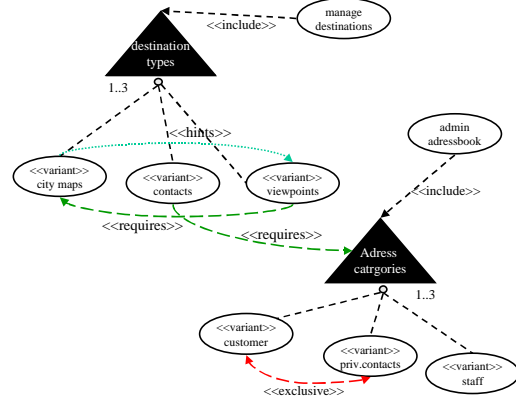 manage
destinations
<<include>>
destination
types
1..3
<<hints>>
admin
adressbook
<<variant>>
city maps
<<variant>>
contacts
<<variant>>
viewpoints
<<include>>
<<requires>>
<<requires>>
Adress
catrgories
1..3
<<variant>>
customer
<<variant>>
priv.contacts
<<variant>>
staff
<<exclusive>>